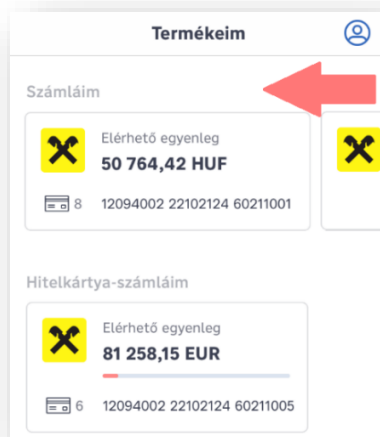 Termékeim
Számláim
Elérhető egyenleg
50 764,42 HUF
8 12094002 22102124 60211001
Hitelkártya-számláim
Elérhető egyenleg
81 258,15 EUR
6 12094002 22102124 60211005